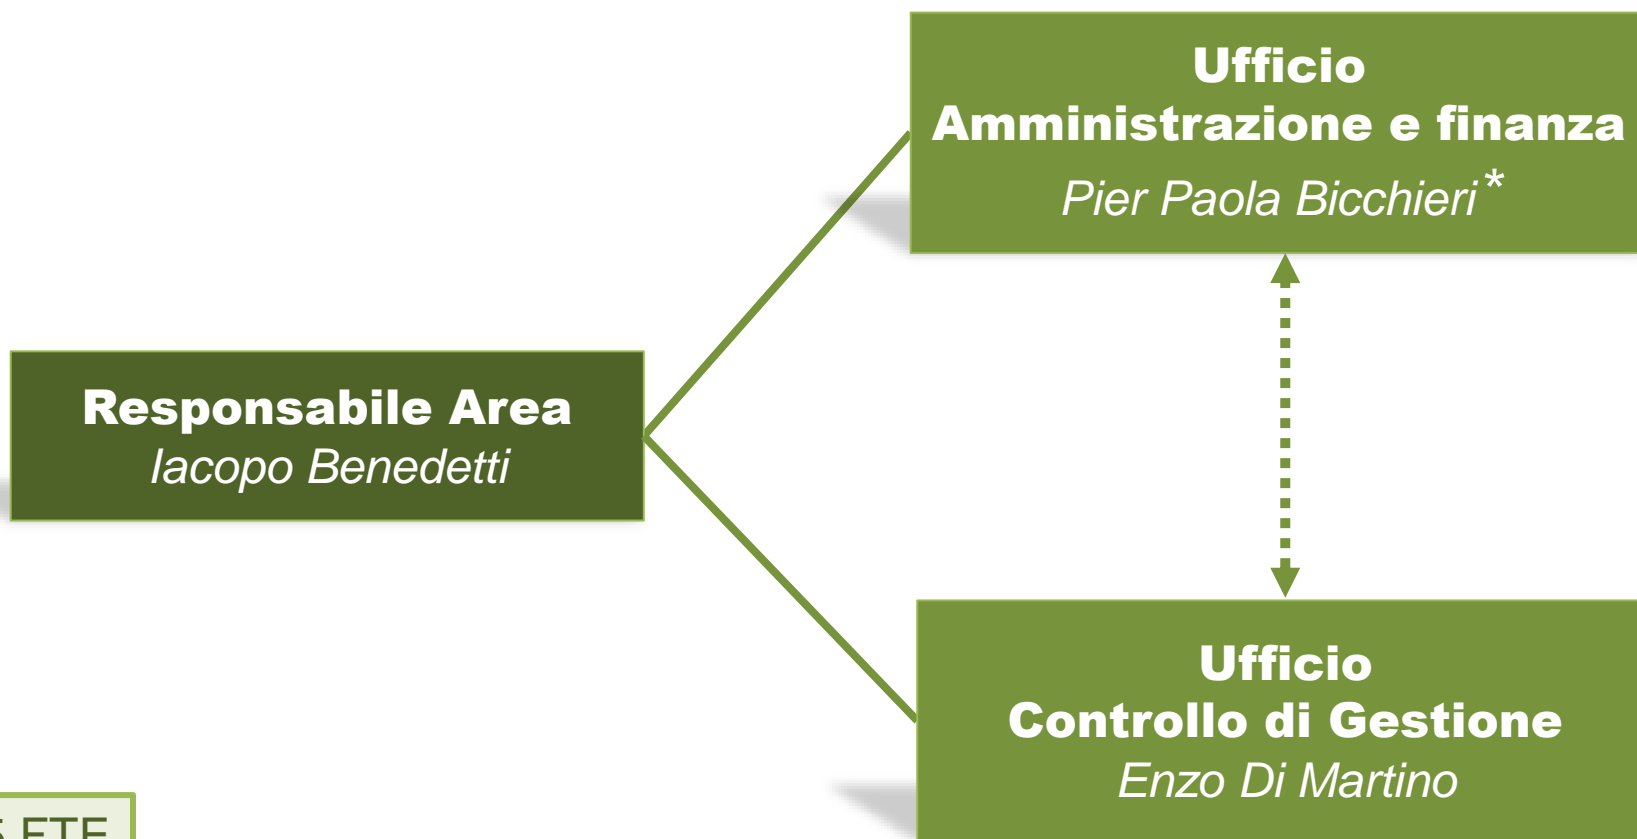 Ufficio
Amministrazione e finanza
Pier Paola Bicchieri*
Responsabile Area
Iacopo Benedetti
Ufficio
Controllo di Gestione
Enzo Di Martino
FTE